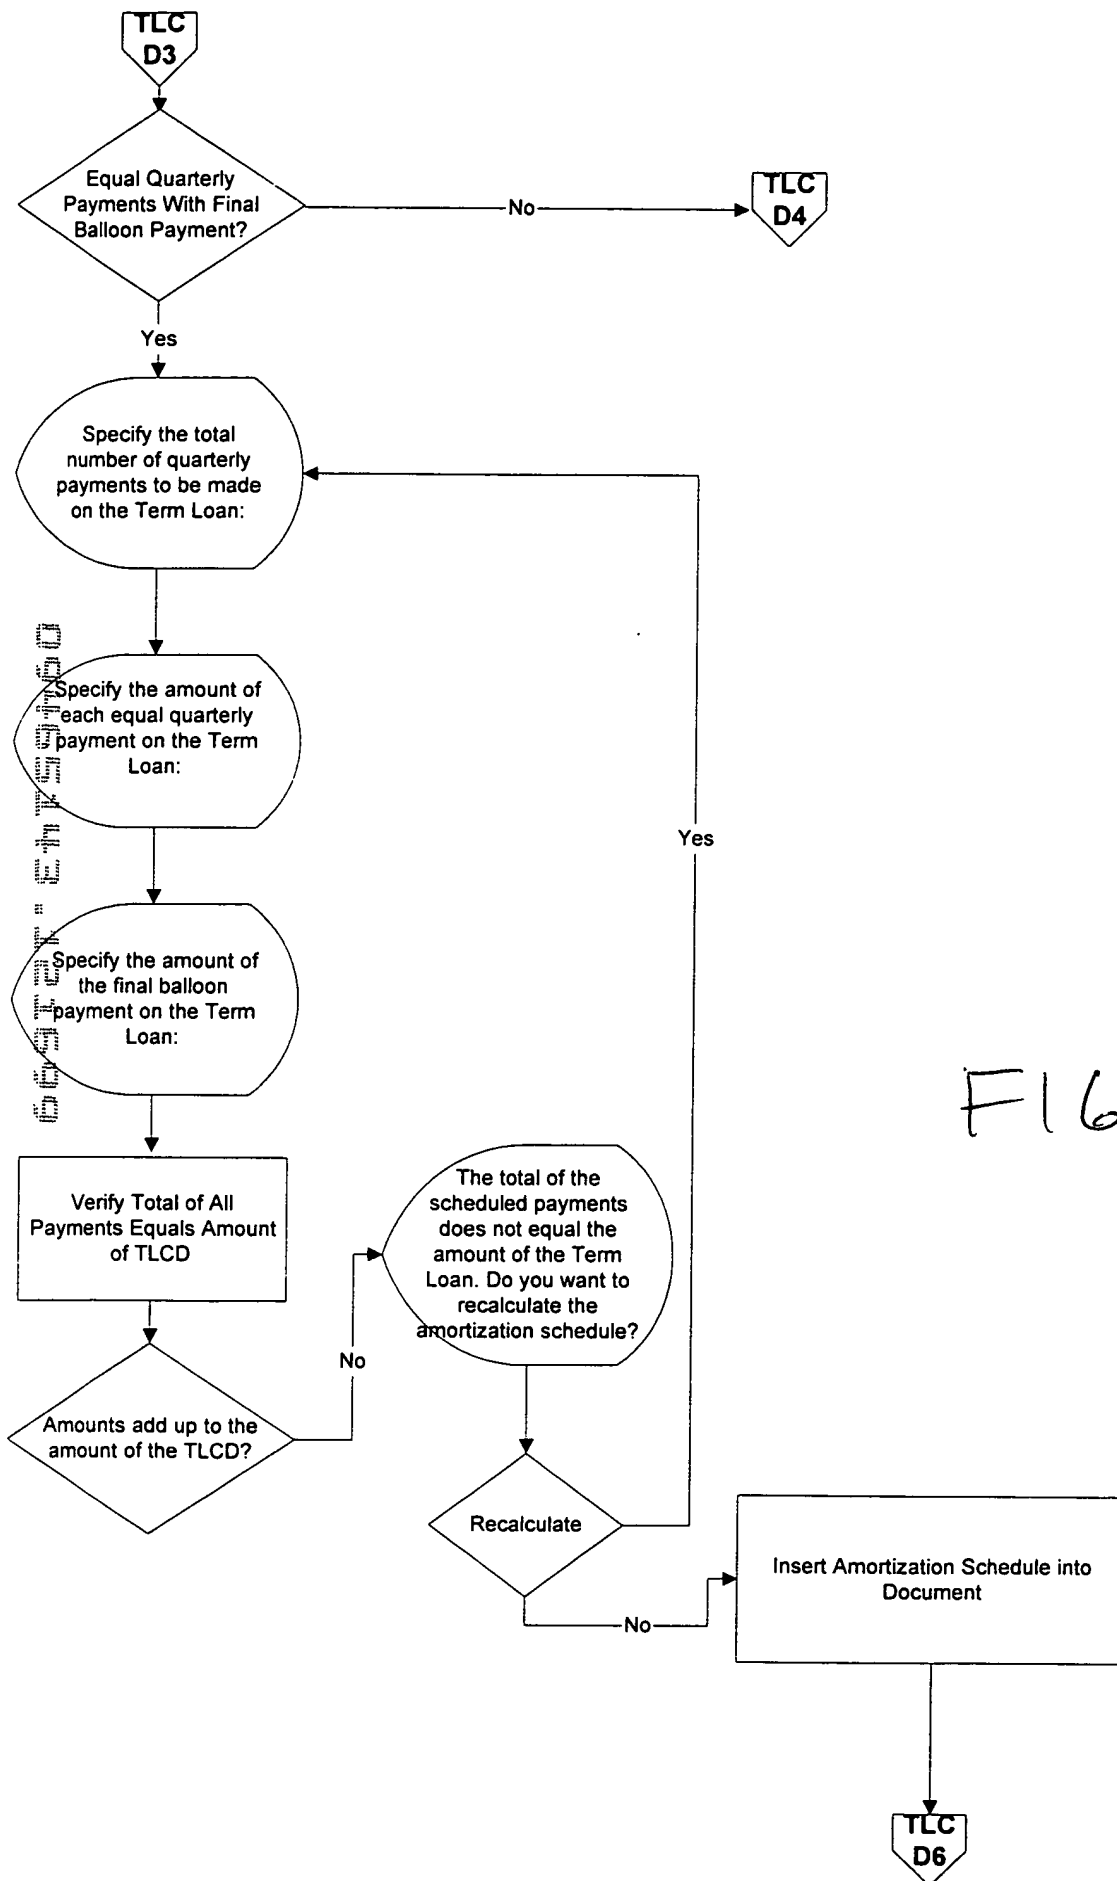 TLC
D3
Equal Quarterly
Payments With Final
Balloon Payment?
No
TLC
D4
Yes
Specify the total
number of quarterly
payments to be made
on the Term Loan:
Specify the amount of
each equal quarterly
payment on the Term
Loan:
Yes
Specify the amount of
the final balloon
payment on the Term
Loan:
Verify Total of All
Payments Equals Amount
of TLCD
The total of the
scheduled payments
does not equal the
amount of the Term
Loan. Do you want to
recalculate the
amortization schedule?
No
Amounts add up to the
amount of the TLCD?
Recalculate
Insert Amortization Schedule into
Document
No
TLC
D6
FIG